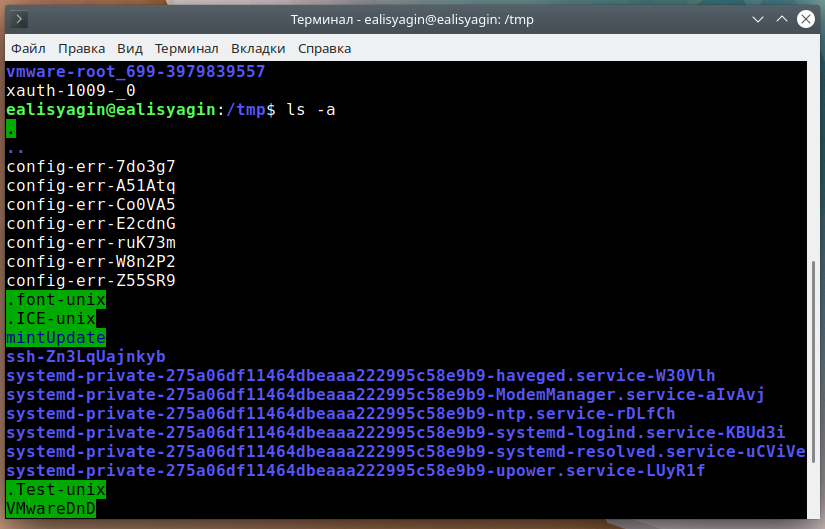 Терминал - ealisyagin@ealisyagin: /tmp
Файл Правка Вид Терминал Вкладки Справка
vmware-root_699-3979839557
xauth-1009-_0
ealisyagin@ealisyagin:/tmp$ ls -a
.
..
config-err-7do3g7
config-err-A51Atq
config-err-Co0VA5
config-err-E2cdnG
config-err-ruK73m
config-err-W8n2P2
config-err-Z55SR9
.font-unix
.ICE-unix
mintUpdate
ssh-Zn3LqUajnkyb
systemd-private-275a06df11464dbeaaa222995c58e9b9-haveged.service-W30Vlh
systemd-private-275a06df11464dbeaaa222995c58e9b9-ModemManager.service-aIvAvj
systemd-private-275a06df11464dbeaaa222995c58e9b9-ntp.service-rDLfCh
systemd-private-275a06df11464dbeaaa222995c58e9b9-systemd-logind.service-KBUd3i
systemd-private-275a06df11464dbeaaa222995c58e9b9-systemd-resolved.service-uCViVe
systemd-private-275a06df11464dbeaaa222995c58e9b9-upower.service-LUyR1f
.Test-unix
VMwareDnD